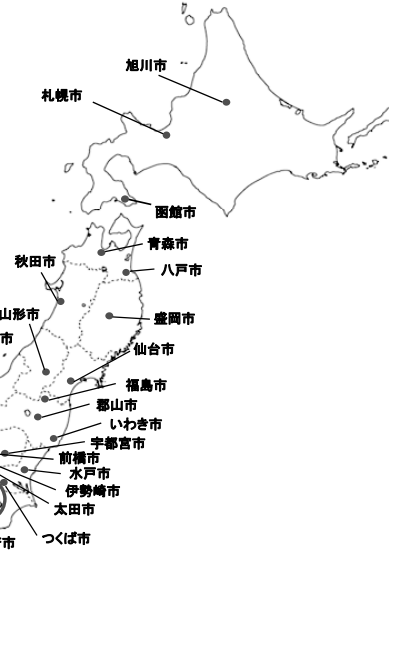 旭川市
札幌市
函館市
青森市
八戸市
秋田市
盛岡市
山形市
市
仙台市
福島市
郡山市
いわき市
宇都宮市
前橋市
水戸市
伊勢崎市
太田市
つくば市
市